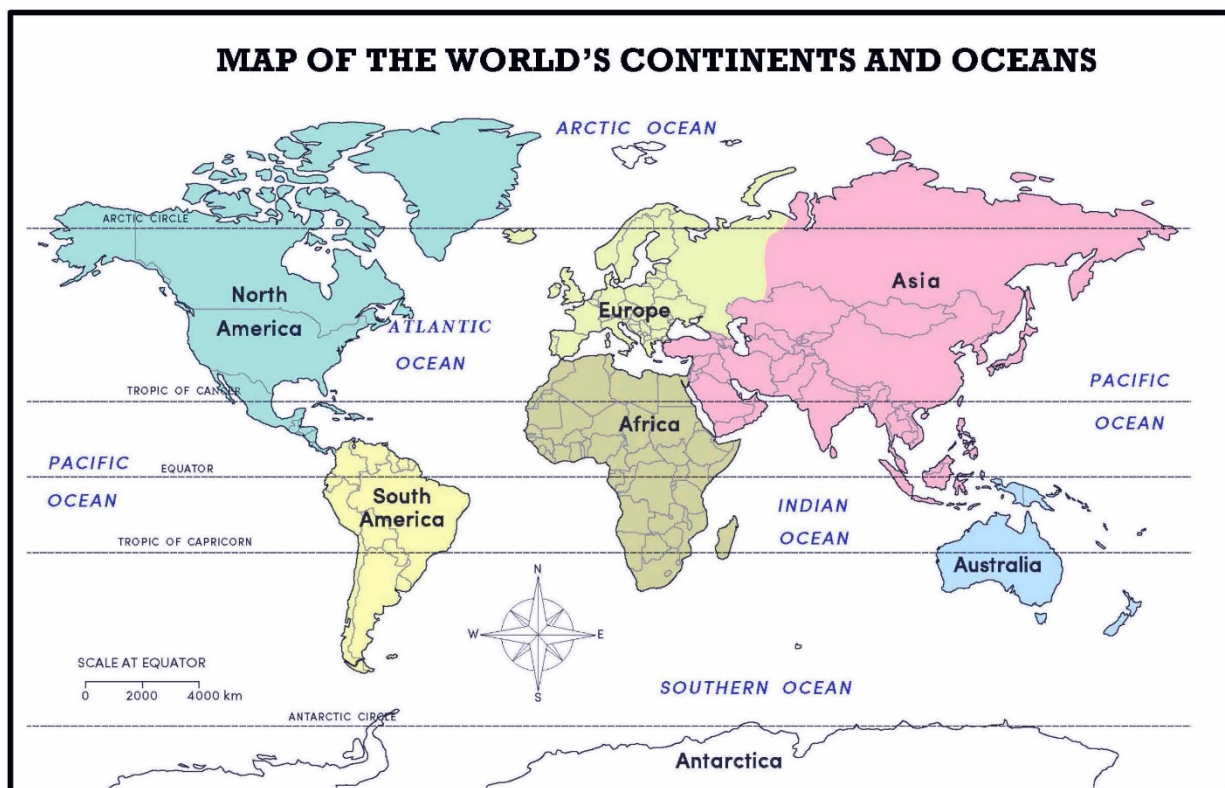 MAP OF THE WORLD'S CONTINENTS AND OCEANS
ARCTIC OCEAN
ARCTIC CIRCLE
North
America
ATLANTIC
OCEAN
Europe
Asia
TROPIC OF CANCER
Africa
PACIFIC
OCEAN
PACIFIC
OCEAN
EQUATOR
South
America
INDIAN
OCEAN
TROPIC OF CAPRICORN
Australia
N
W
E
S
SCALE AT EQUATOR
0 2000 4000 km
SOUTHERN OCEAN
ANTARCTIC CIRCLE
Antarctica